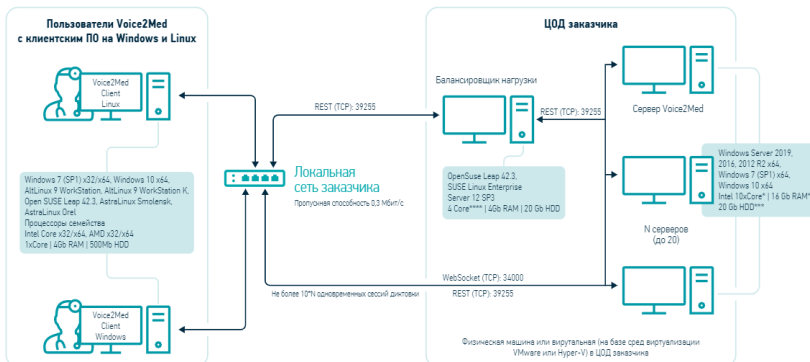 Пользователи Voice2Med
с клиентским ПО на Windows и Linux
Voice2Med
Client
Linux
Windows 7 (SP1) x32/x64, Windows 10 x64,
AltLinux 9 WorkStation, AltLinux 9 WorkStation K,
Open SUSE Leap 42.3, AstraLinux Smolensk,
AstraLinux Orel
Процессоры семейства
Intel Core x32/x64, AMD x32/x64
1xCore | 4Gb RAM | 500Mb HDD
Voice2Med
Client
Windows
REST (TCP): 39255
Локальная
сеть заказчика
Пропускная способность 0,3 Мбит/с
Не более 10*N одновременных сессий диктовки
WebSocket (TCP): 34000
REST (TCP): 39255
ЦОД заказчика
Балансировщик нагрузки
REST (TCP): 39255
OpenSuse Leap 42.3,
SUSE Linux Enterprise
Server 12 SP3
4 Core**** | 4Gb RAM | 20 Gb HDD
Сервер Voice2Med
Windows Server 2019,
2016, 2012 R2 x64,
Windows 7 (SP1) x64,
Windows 10 x64
Intel 10xCore* | 16 Gb RAM**
20 Gb HDD***
N серверов
(до 20)
Физическая машина или вирутальная (на базе сред виртуализации
VMware или Hyper-V) в ЦОД заказчика